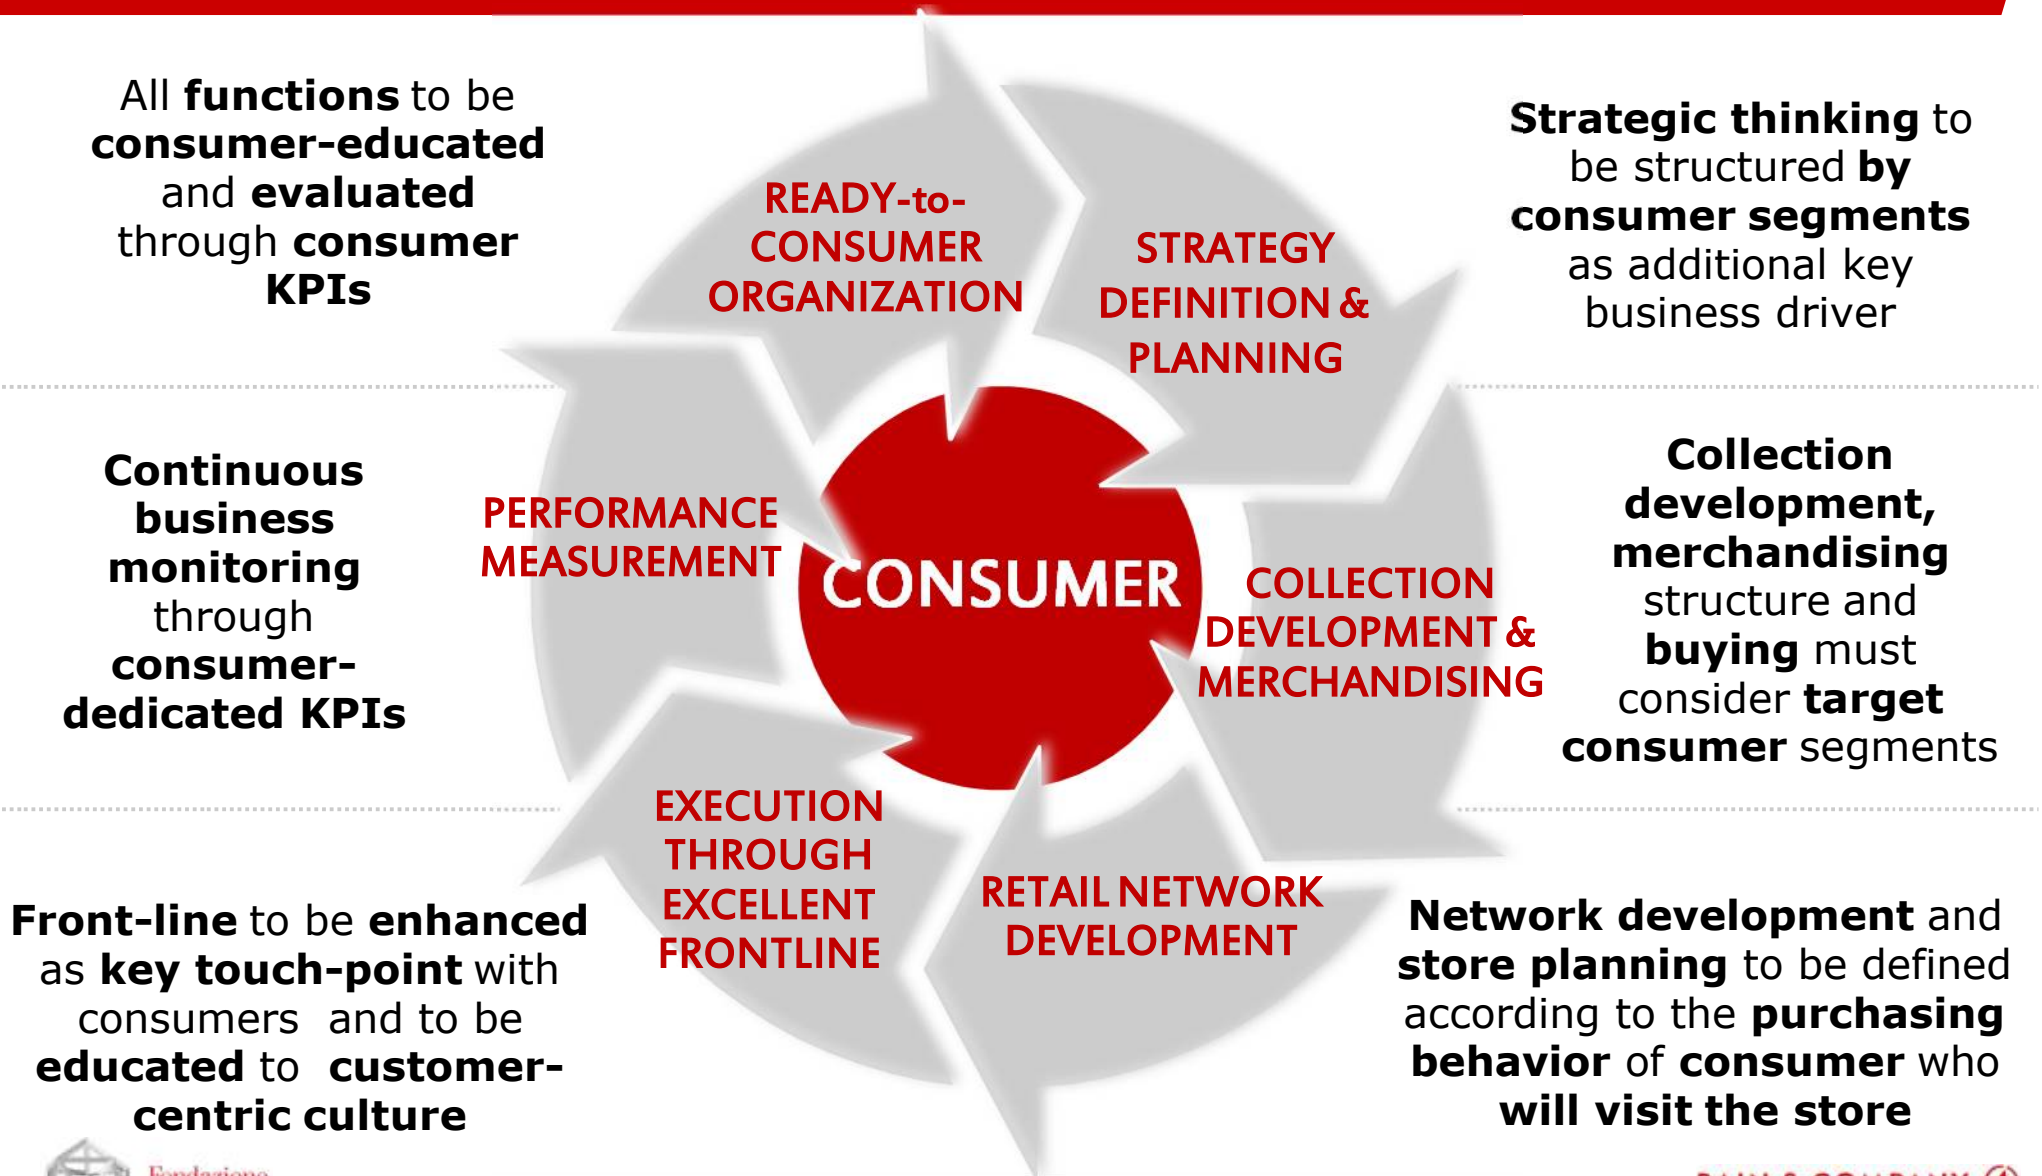 All functions to be
consumer-educated
and evaluated
through consumer
KPIs
READY-to-
CONSUMER
ORGANIZATION
STRATEGY
DEFINITION &
PLANNING
Strategic thinking to
be structured by
consumer segments
as additional key
business driver
Continuous
business
monitoring
through
consumer-
dedicated KPIs
PERFORMANCE
MEASUREMENT
CONSUMER
COLLECTION
DEVELOPMENT &
MERCHANDISING
Collection
development,
merchandising
structure and
buying must
consider target
consumer segments
Front-line to be enhanced
as key touch-point with
consumers and to be
educated to customer-
centric culture
EXECUTION
THROUGH
EXCELLENT
FRONTLINE
RETAIL NETWORK
DEVELOPMENT
Network development and
store planning to be defined
according to the purchasing
behavior of consumer who
will visit the store
Fondazione
BAIN & COMPANY